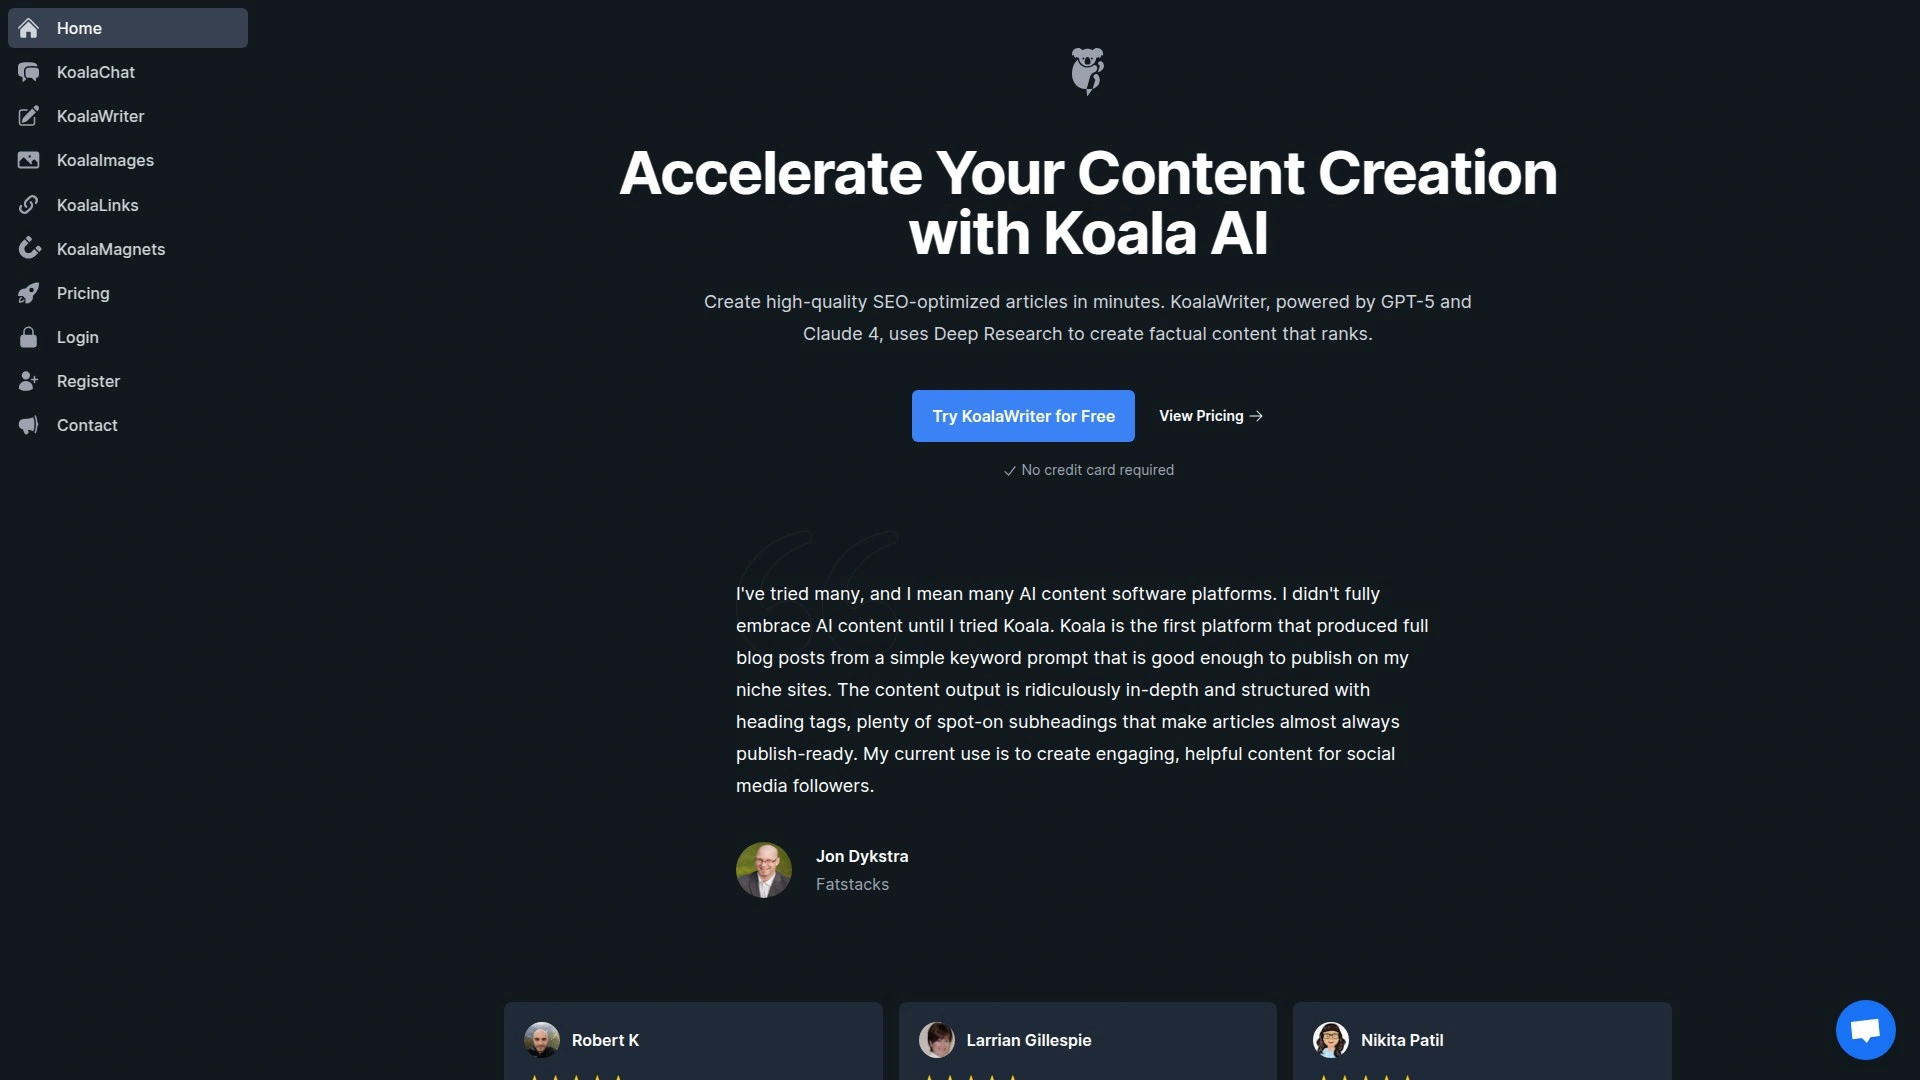 Home
KoalaChat
KoalaWriter
KoalaImages
KoalaLinks
KoalaMagnets
Pricing
Login
Register
Contact
Accelerate Your Content Creation
with Koala AI
Create high-quality SEO-optimized articles in minutes. KoalaWriter, powered by GPT-5 and
Claude 4, uses Deep Research to create factual content that ranks.
Try KoalaWriter for Free
View Pricing →
✓ No credit card required
I've tried many, and I mean many AI content software platforms. I didn't fully
embrace AI content until I tried Koala. Koala is the first platform that produced full
blog posts from a simple keyword prompt that is good enough to publish on my
niche sites. The content output is ridiculously in-depth and structured with
heading tags, plenty of spot-on subheadings that make articles almost always
publish-ready. My current use is to create engaging, helpful content for social
media followers.
Jon Dykstra
Fatstacks
Robert K
Larrian Gillespie
Nikita Patil